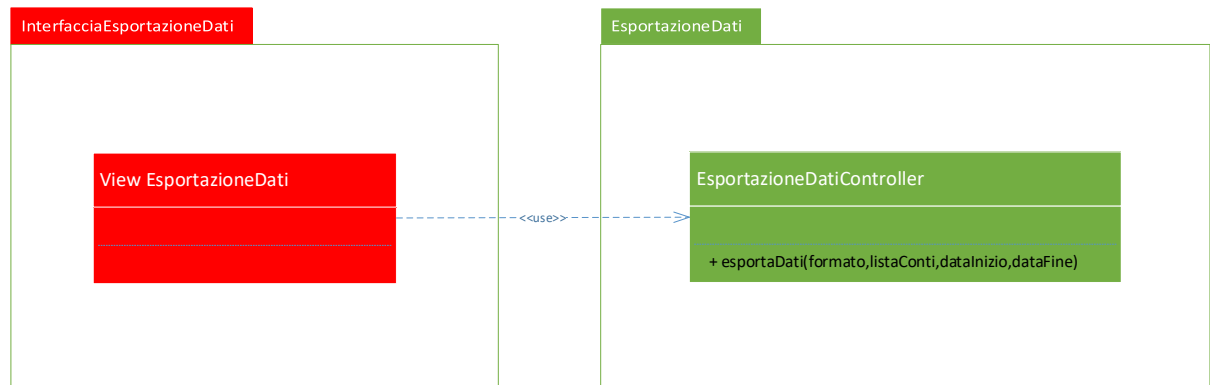 InterfacciaEsportazioneDati
EsportazioneDati
View EsportazioneDati
EsportazioneDatiController
<<use>>
+ esportaDati(formato,listaConti,dataInizio,dataFine)